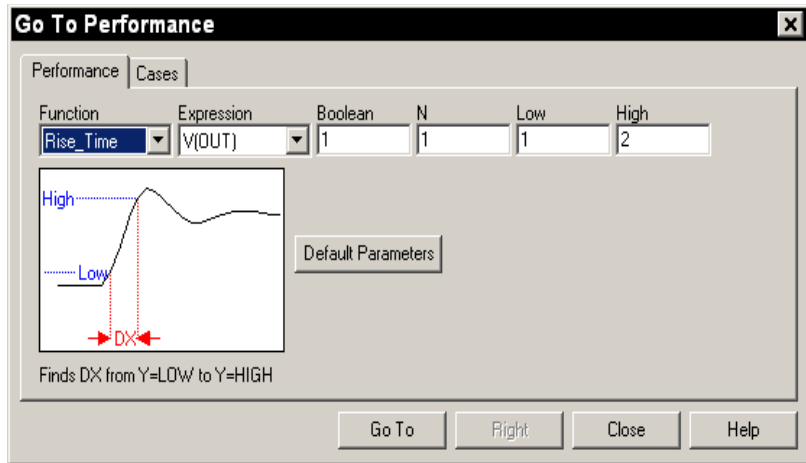 Go To Performance
Performance Cases
Function Expression Boolean N Low High
Rise_Time V(OUT) 1 1 1 2
High
Low
DX
Default Parameters
Finds DX from Y=LOW to Y=HIGH
Go To Right Close Help